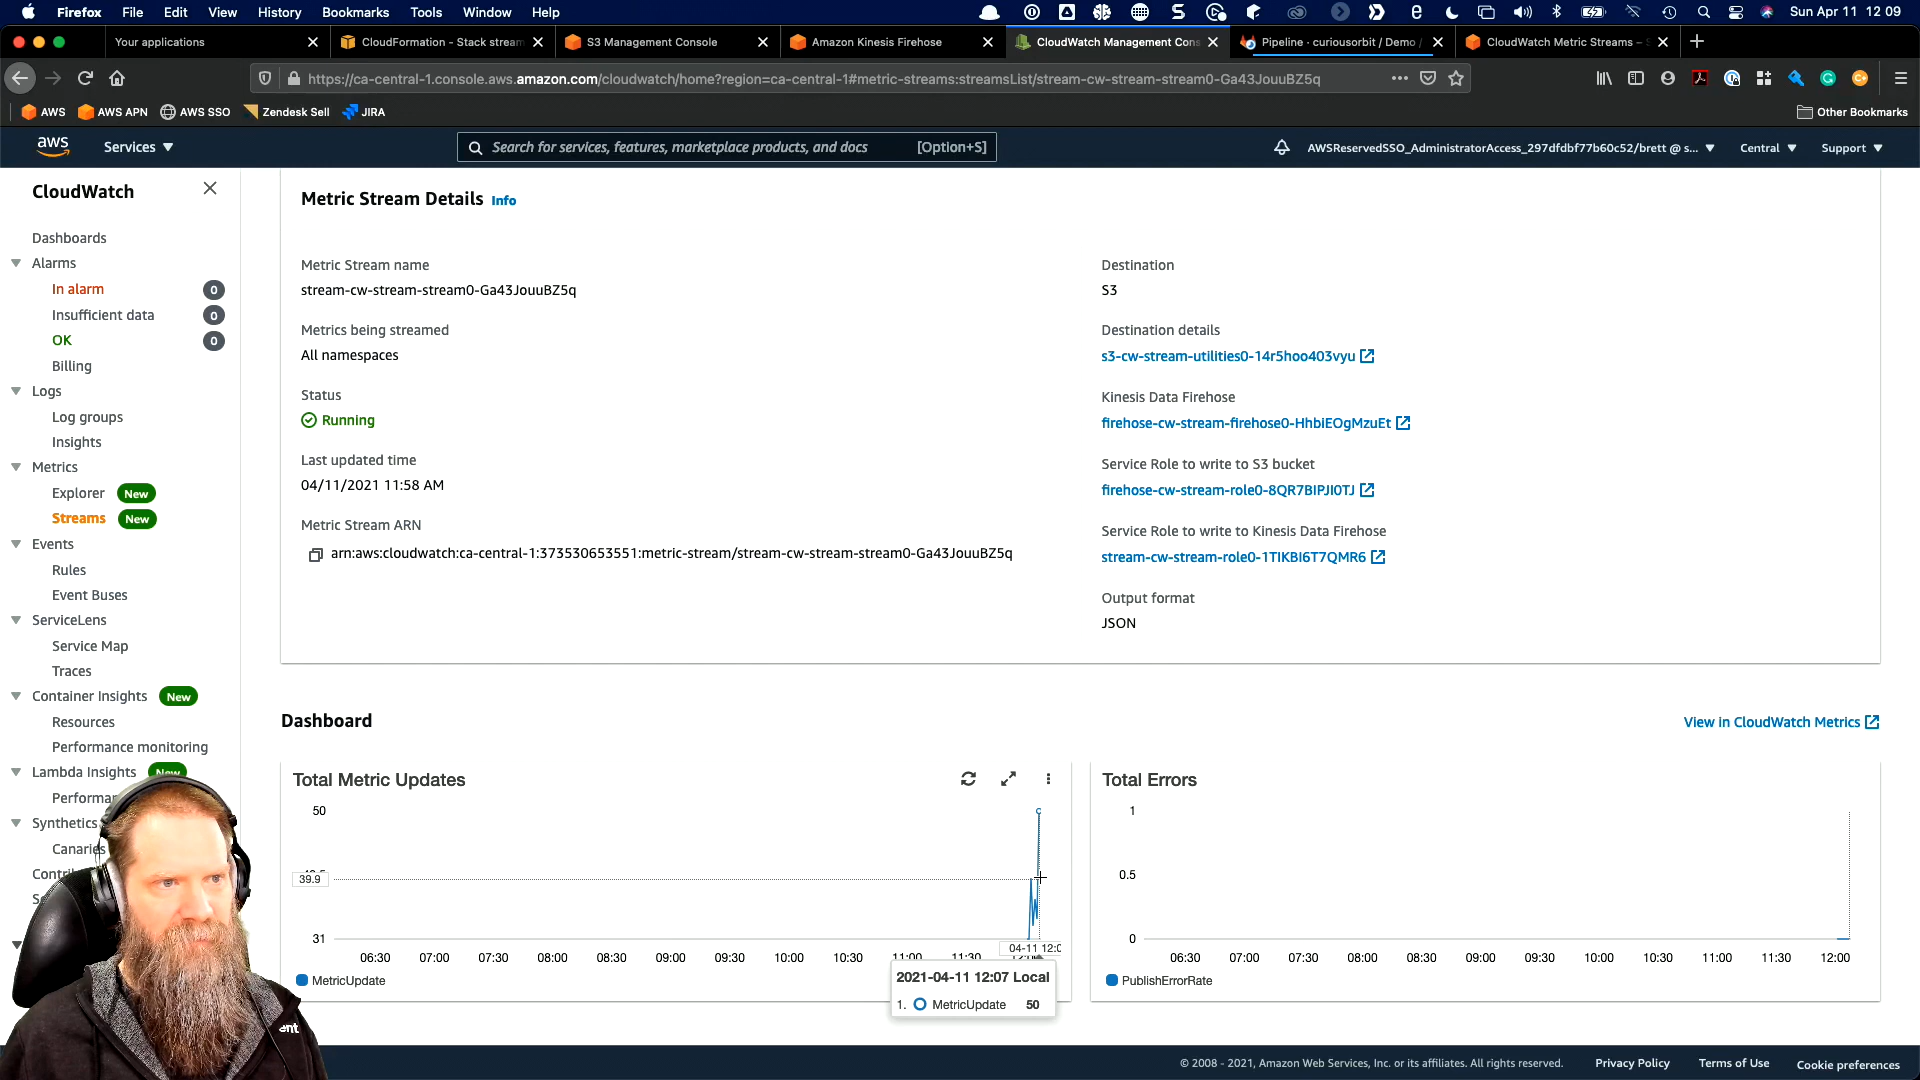 Firefox File Edit View History Bookmarks Tools Window Help Sun Apr 11 12 09
Your applications CloudFormation - Stack stream S3 Management Console Amazon Kinesis Firehose CloudWatch Management Cons Pipeline · curiousorbit / Demo / CloudWatch Metric Streams – S
https://ca-central-1.console.aws.amazon.com/cloudwatch/home?region=ca-central-1#metric-streams:streamsList/stream-cw-stream-stream0-Ga43JouuBZ5q
AWS AWS APN AWS SSO Zendesk Sell JIRA Other Bookmarks
aws Services Search for services, features, marketplace products, and docs [Option+S] AWSReservedSSO_AdministratorAccess_297dfdbf77b60c52/brett @ s... Central Support
CloudWatch
Dashboards
Alarms
In alarm 0
Insufficient data 0
OK 0
Billing
Logs
Log groups
Insights
Metrics
Explorer New
Streams New
Events
Rules
Event Buses
ServiceLens
Service Map
Traces
Container Insights New
Resources
Performance monitoring
Lambda Insights New
Performa
Synthetics
Canaries
Contri
Metric Stream Details Info
Metric Stream name
stream-cw-stream-stream0-Ga43JouuBZ5q
Metrics being streamed
All namespaces
Status
Running
Last updated time
04/11/2021 11:58 AM
Metric Stream ARN
arn:aws:cloudwatch:ca-central-1:373530653551:metric-stream/stream-cw-stream-stream0-Ga43JouuBZ5q
Destination
S3
Destination details
s3-cw-stream-utilities0-14r5hoo403vyu
Kinesis Data Firehose
firehose-cw-stream-firehose0-HhbiEOgMzuEt
Service Role to write to S3 bucket
firehose-cw-stream-role0-8QR7BIPJI0TJ
Service Role to write to Kinesis Data Firehose
stream-cw-stream-role0-1TIKBI6T7QMR6
Output format
JSON
Dashboard View in CloudWatch Metrics
Total Metric Updates
50
39.9
31
06:30 07:00 07:30 08:00 08:30 09:00 09:30 10:00 10:30 11:00 11:30
04-11 12:0
MetricUpdate
2021-04-11 12:07 Local
1. MetricUpdate 50
Total Errors
1
0.5
0
06:30 07:00 07:30 08:00 08:30 09:00 09:30 10:00 10:30 11:00 11:30 12:00
PublishErrorRate
© 2008 - 2021, Amazon Web Services, Inc. or its affiliates. All rights reserved. Privacy Policy Terms of Use Cookie preferences